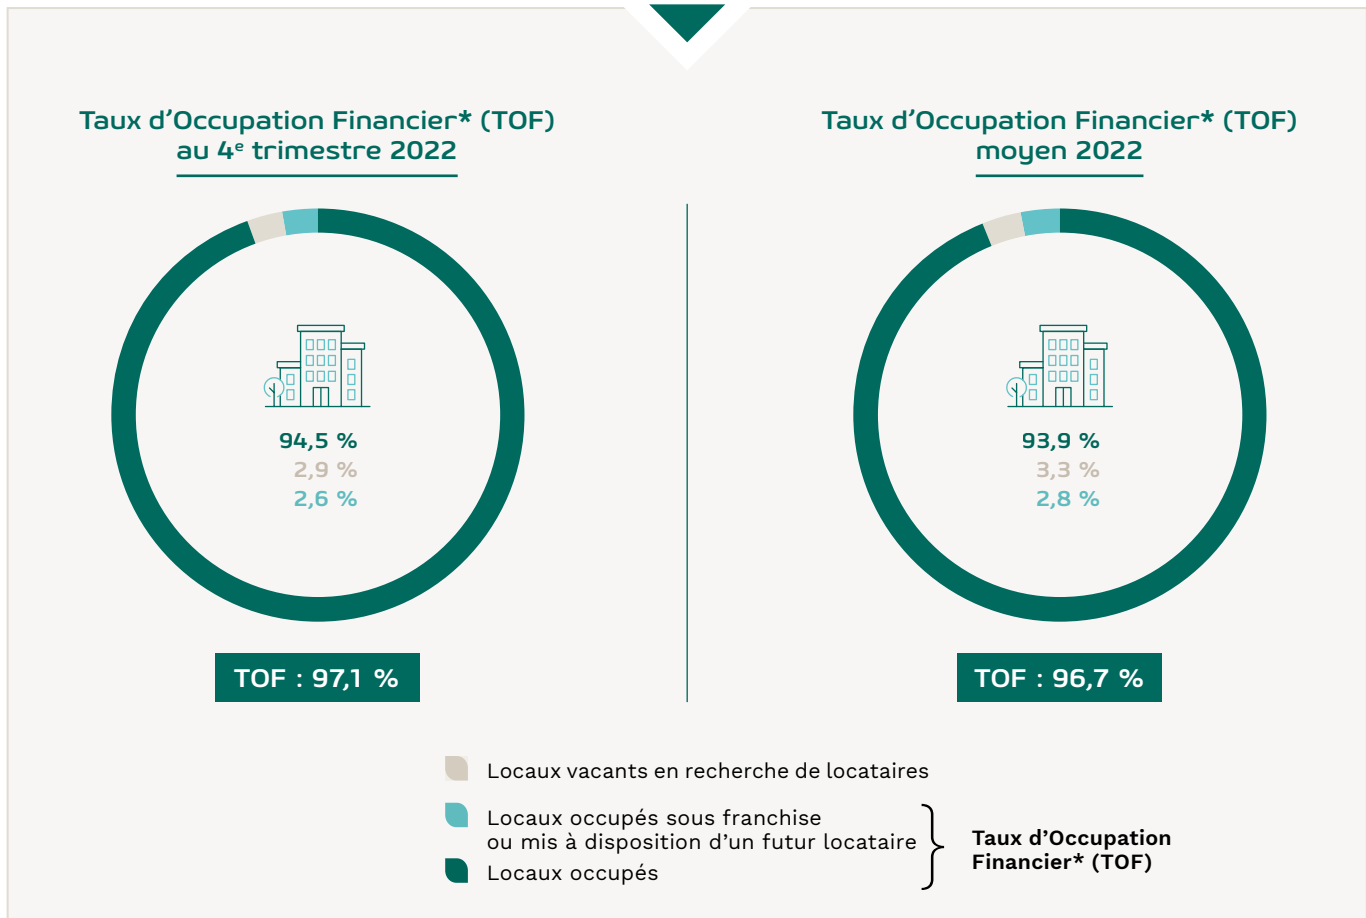 Taux d’Occupation Financier* (TOF)
au 4e trimestre 2022
94,5 %
2,9 %
2,6 %
TOF : 97,1 %
Taux d’Occupation Financier* (TOF)
moyen 2022
93,9 %
3,3 %
2,8 %
TOF : 96,7 %
Locaux vacants en recherche de locataires
Locaux occupés sous franchise
ou mis à disposition d’un futur locataire
Locaux occupés
Taux d’Occupation
Financier* (TOF)